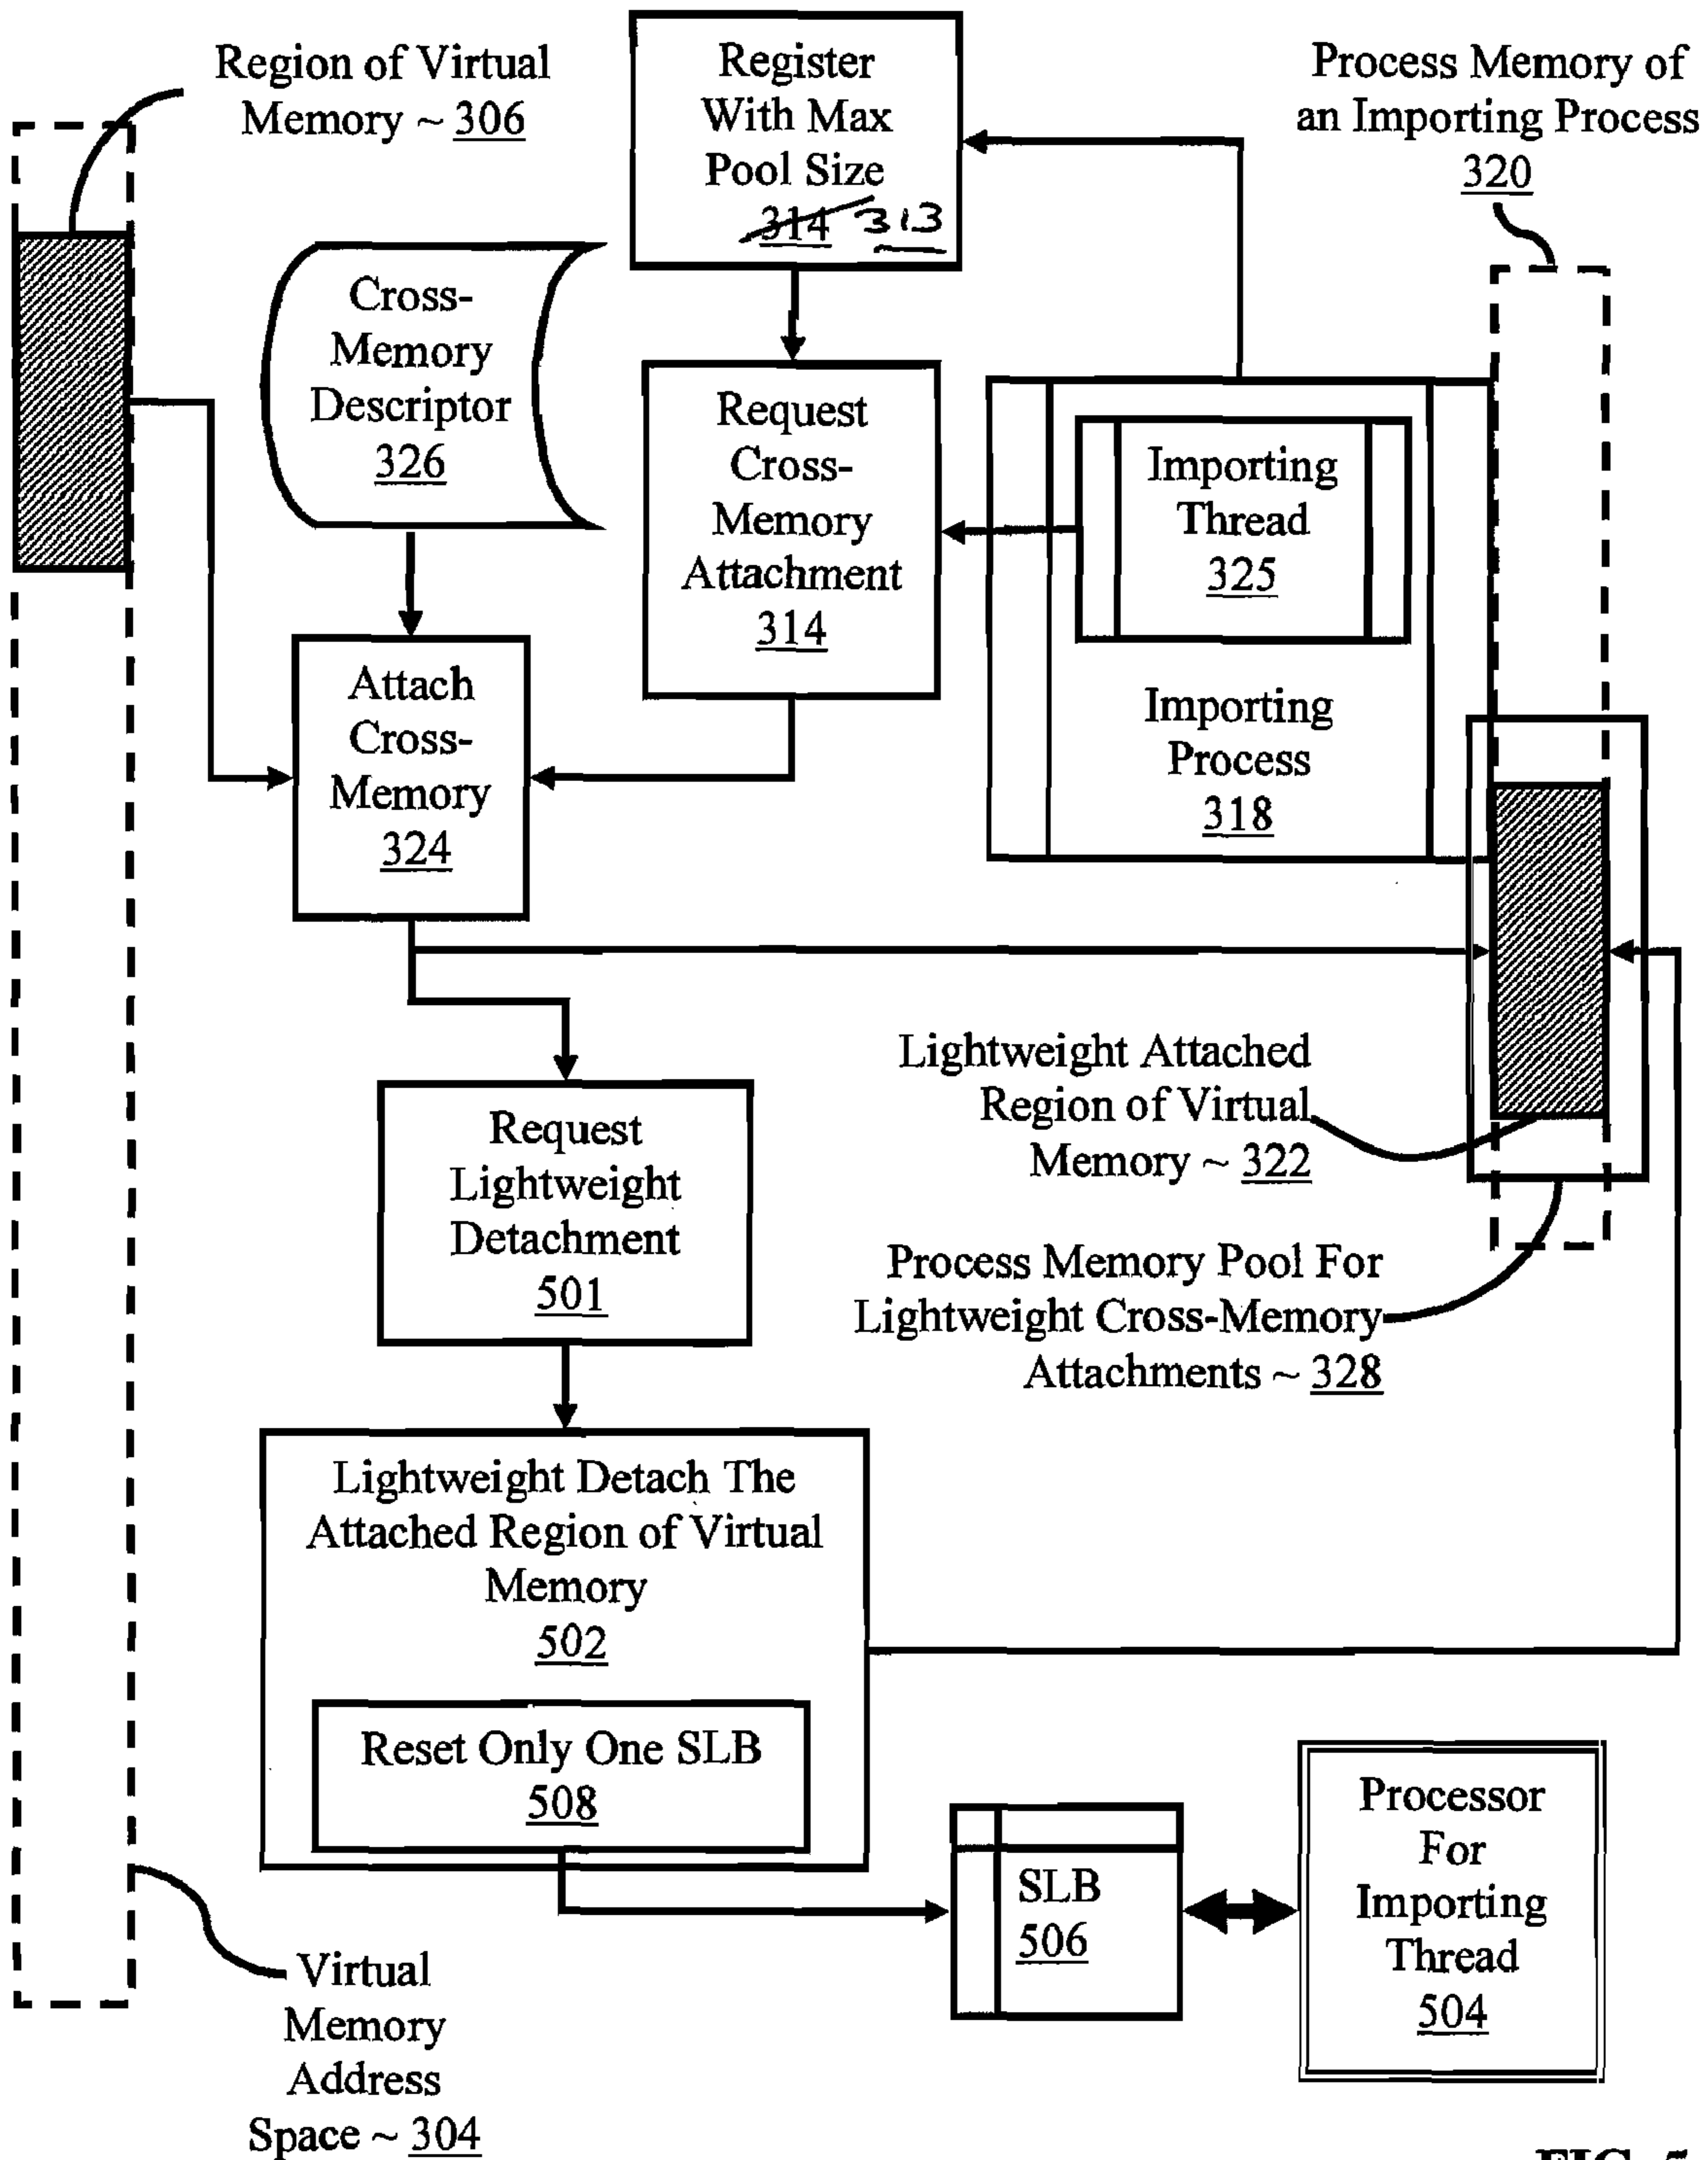 Region of Virtual
Memory ~ 306
Register
With Max
Pool Size
314 313
Process Memory of
an Importing Process
320
Cross-
Memory
Descriptor
326
Request
Cross-
Memory
Attachment
314
Importing
Thread
325
Importing
Process
318
Attach
Cross-
Memory
324
Lightweight Attached
Region of Virtual
Memory ~ 322
Request
Lightweight
Detachment
501
Process Memory Pool For
Lightweight Cross-Memory
Attachments ~ 328
Lightweight Detach The
Attached Region of Virtual
Memory
502
Reset Only One SLB
508
SLB
506
Processor
For
Importing
Thread
504
Virtual
Memory
Address
Space ~ 304
FIG. 5